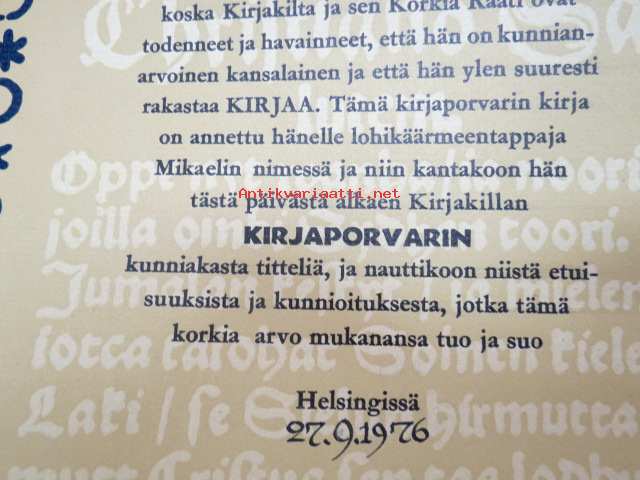 koska Kirjakilta ja sen Korkia Raati ovat
todenneet ja havainneet, että hän on kunnian-
arvoinen kansalainen ja että hän ylen suuresti
rakastaa KIRJAA. Tämä kirjaporvarin kirja
on annettu hänelle lohikäärmeentappaja
Mikaelin nimessä ja niin kantakoon hän
Antikvariaatti.net
tästä päivästä alkaen Kirjakillan
KIRJAPORVARIN
kunniakasta titteliä, ja nauttikoon niistä etui-
suuksista ja kunnioituksesta, jotka tämä
korkia arvo mukanansa tuo ja suo
Helsingissä
27.9.1976